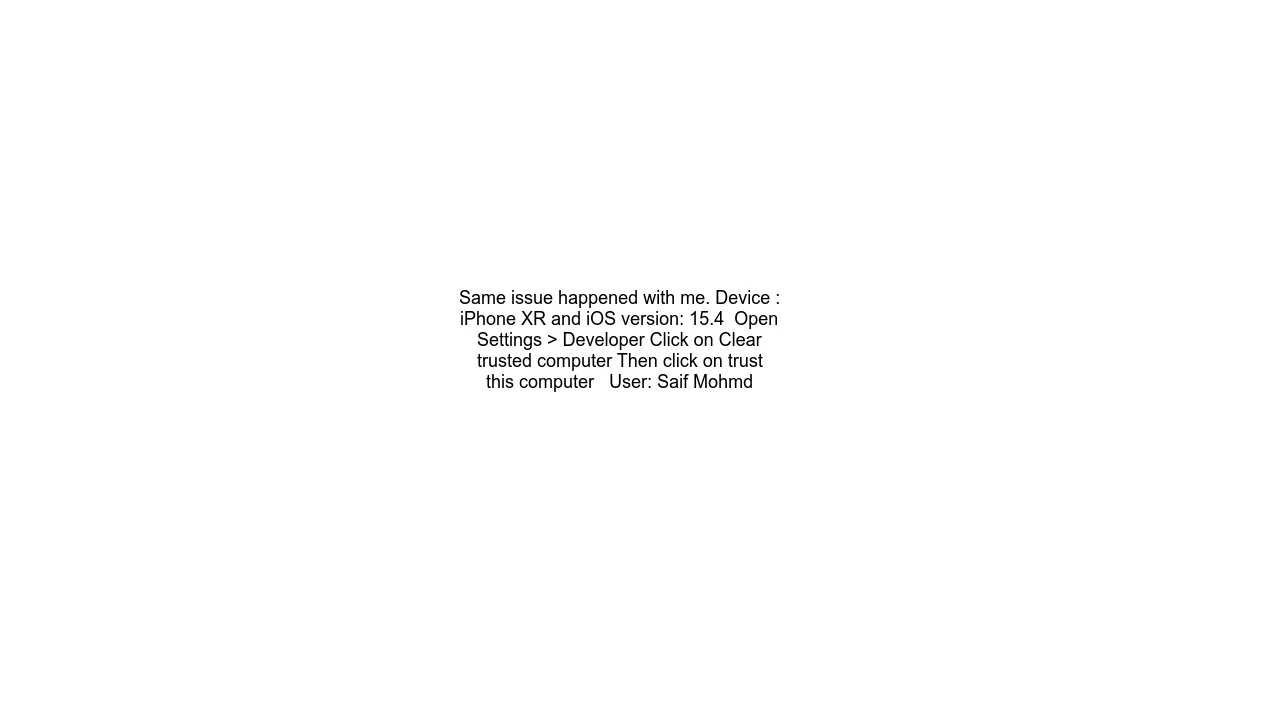 Same issue happened with me. Device :
iPhone XR and iOS version: 15.4  Open
Settings > Developer Click on Clear
trusted computer Then click on trust
this computer   User: Saif Mohmd